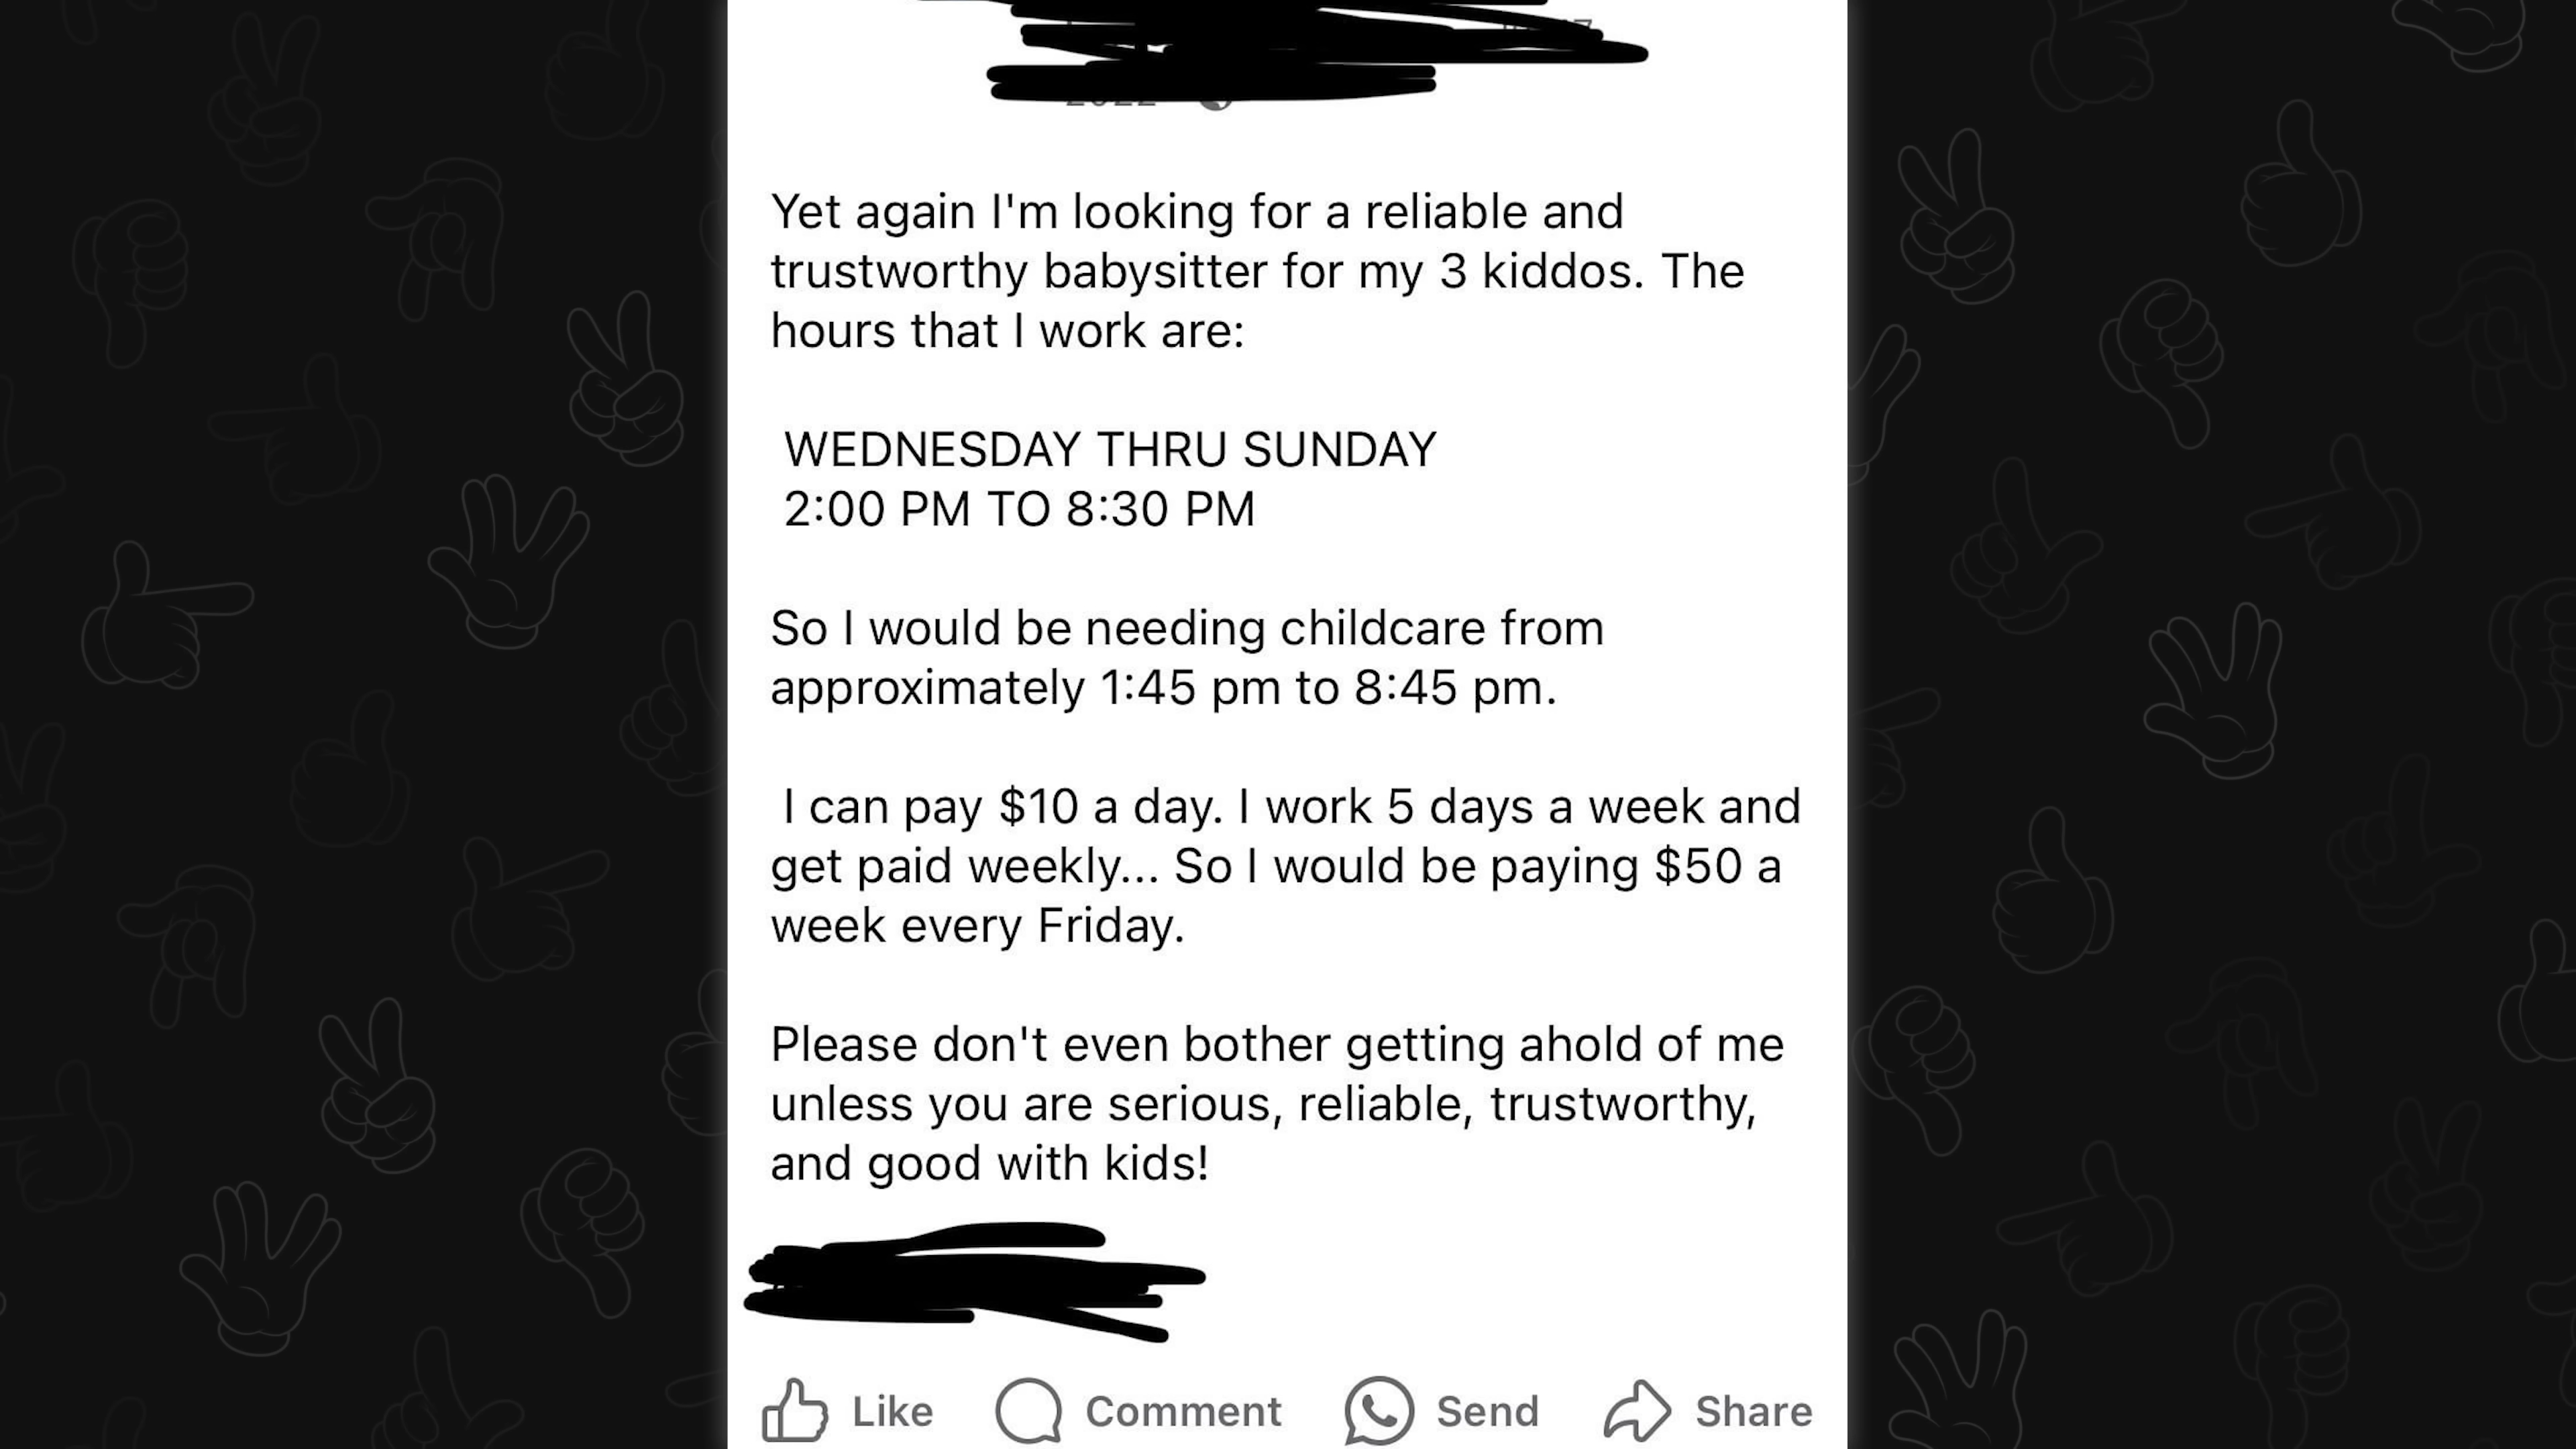 Yet again I'm looking for a reliable and
trustworthy babysitter for my 3 kiddos. The
hours that I work are:
WEDNESDAY THRU SUNDAY
2:00 PM TO 8:30 PM
So I would be needing childcare from
approximately 1:45 pm to 8:45 pm.
I can pay $10 a day. I work 5 days a week and
get paid weekly... So I would be paying $50 a
week every Friday.
Please don't even bother getting ahold of me
unless you are serious, reliable, trustworthy,
and good with kids!
Like Comment Send Share